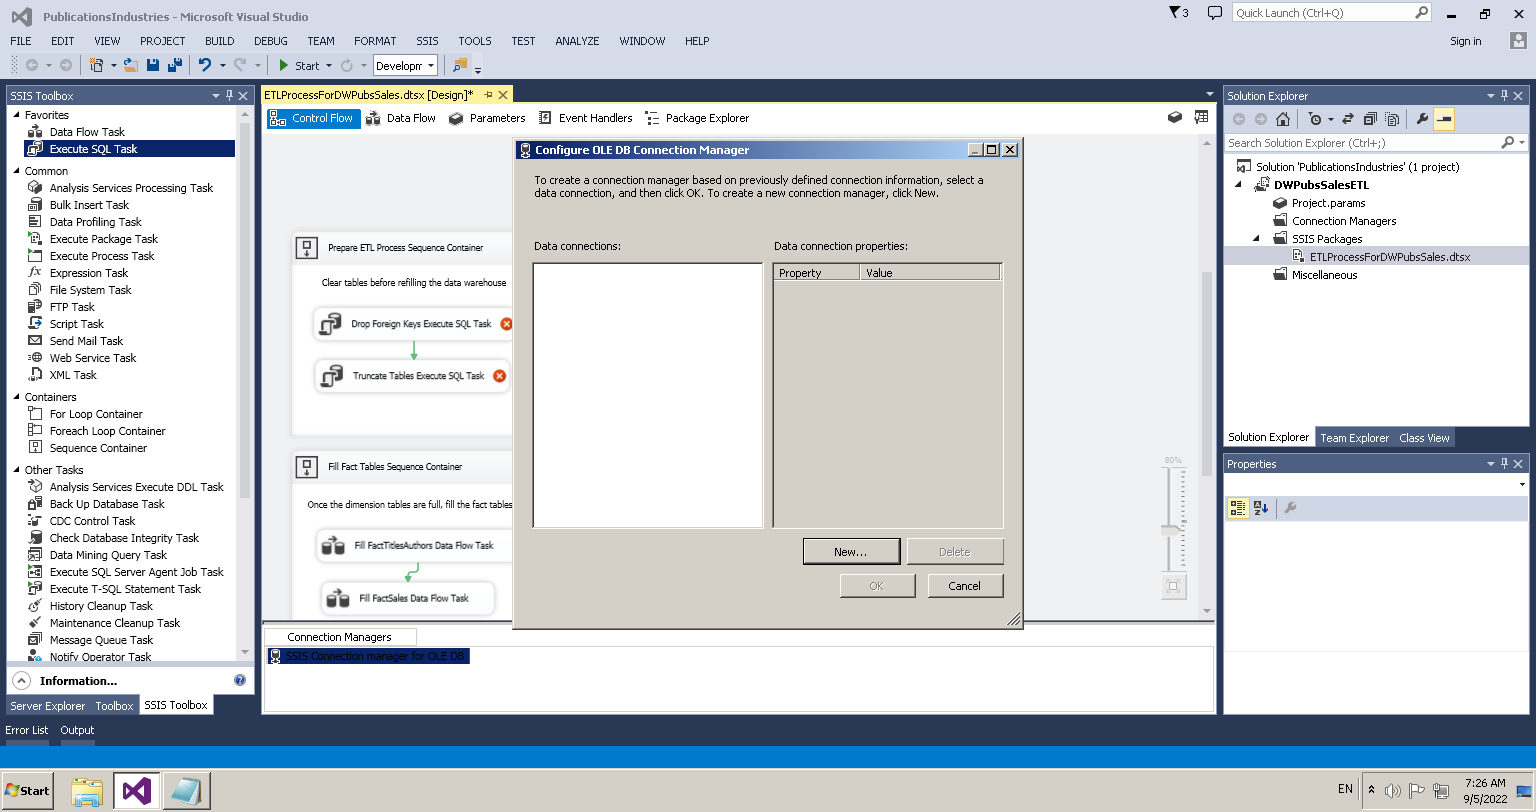 PublicationsIndustries - Microsoft Visual Studio
3
Quick Launch (Ctrl+Q)
FILE EDIT VIEW PROJECT BUILD DEBUG TEAM FORMAT SSIS TOOLS TEST ANALYZE WINDOW HELP
Sign in
Start
Developm
SSIS Toolbox
Favorites
Data Flow Task
Execute SQL Task
Common
Analysis Services Processing Task
Bulk Insert Task
Data Profiling Task
Execute Package Task
Execute Process Task
Expression Task
File System Task
FTP Task
Script Task
Send Mail Task
Web Service Task
XML Task
Containers
For Loop Container
Foreach Loop Container
Sequence Container
Other Tasks
Analysis Services Execute DDL Task
Back Up Database Task
CDC Control Task
Check Database Integrity Task
Data Mining Query Task
Execute SQL Server Agent Job Task
Execute T-SQL Statement Task
History Cleanup Task
Maintenance Cleanup Task
Message Queue Task
Notify Operator Task
Information...
Server Explorer Toolbox SSIS Toolbox
Error List Output
ETLProcessForDWPubsSales.dtsx [Design]*
Control Flow Data Flow Parameters Event Handlers Package Explorer
Prepare ETL Process Sequence Container
Clear tables before refilling the data warehouse
Drop Foreign Keys Execute SQL Task
Truncate Tables Execute SQL Task
Fill Fact Tables Sequence Container
Once the dimension tables are full, fill the fact tables
Fill FactTitlesAuthors Data Flow Task
Fill FactSales Data Flow Task
80%
Connection Managers
SSIS Connection manager for OLE DB
Configure OLE DB Connection Manager
To create a connection manager based on previously defined connection information, select a
data connection, and then click OK. To create a new connection manager, click New.
Data connections:
Data connection properties:
Property Value
New... Delete
OK Cancel
Solution Explorer
Search Solution Explorer (Ctrl+;)
Solution 'PublicationsIndustries' (1 project)
DWPubsSalesETL
Project.params
Connection Managers
SSIS Packages
ETLProcessForDWPubsSales.dtsx
Miscellaneous
Solution Explorer Team Explorer Class View
Properties
Start
EN
7:26 AM
9/5/2022